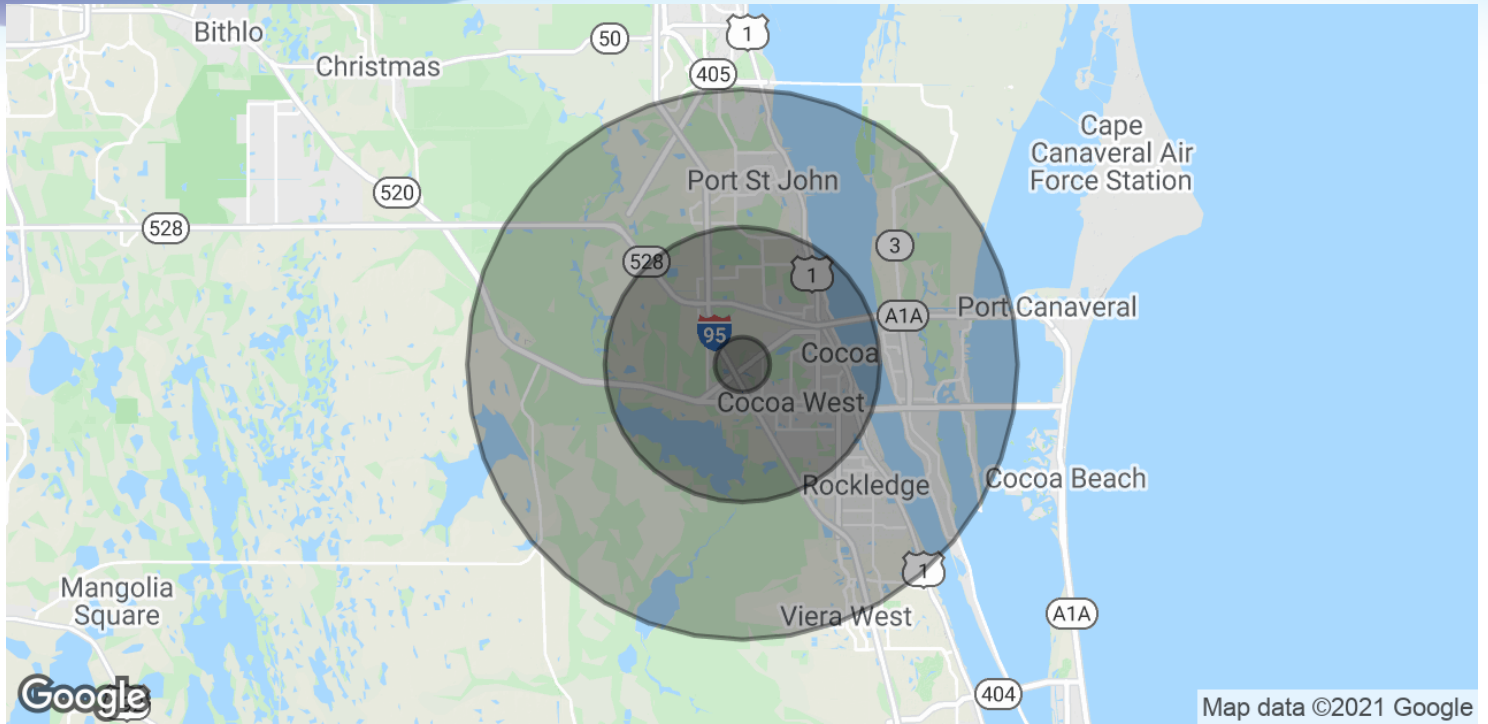 Bithlo
1
50
Christmas
405
Cape
Canaveral Air
Force Station
Port St John
520
528
3
528
1
Port Canaveral
A1A
95
Cocoa
Cocoa West
Cocoa Beach
Rockledge
1
Mangolia
Square
Viera West
A1A
404
Google
Map data ©2021 Google